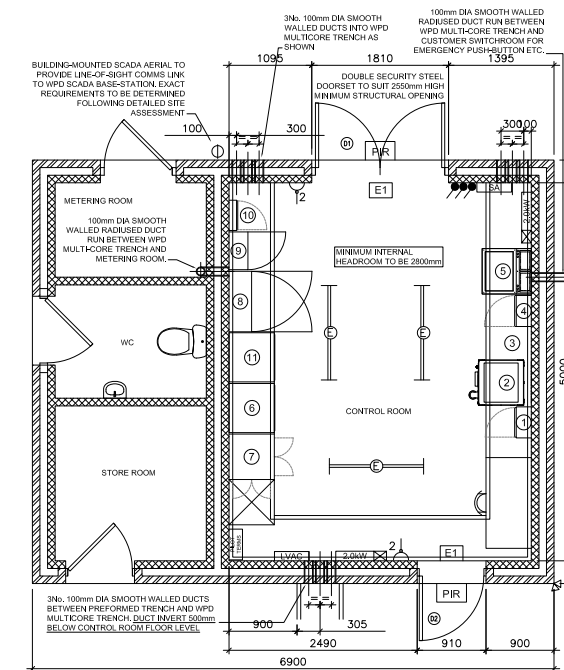 3No. 100mm DIA SMOOTH
WALLED DUCTS INTO WPD
MULTICORE TRENCH AS
SHOWN
100mm DIA SMOOTH WALLED
RADIUSED DUCT RUN BETWEEN
WPD MULTI-CORE TRENCH AND
CUSTOMER SWITCHROOM FOR
EMERGENCY PUSH-BUTTON ETC.
1095
1810
1395
BUILDING-MOUNTED SCADA AERIAL TO
PROVIDE LINE-OF-SIGHT COMMS LINK
TO WPD SCADA BASE-STATION. EXACT
REQUIREMENTS TO BE DETERMINED
FOLLOWING DETAILED SITE
ASSESSMENT
DOUBLE SECURITY STEEL
DOORSET TO SUIT 2550mm HIGH
MINIMUM STRUCTURAL OPENING
100
300
300
100
D1
PIR
E1
2
SA
2.0kW
METERING ROOM
100mm DIA SMOOTH
WALLED RADIUSED DUCT
RUN BETWEEN WPD
MULTI-CORE TRENCH AND
METERING ROOM.
10
9
8
11
6
7
MINIMUM INTERNAL
HEADROOM TO BE 2800mm
5
4
3
2
1
E
E
E
WC
CONTROL ROOM
STORE ROOM
5000
TERMS
LVAC
2.0kW
2
E1
PIR
D2
3No. 100mm DIA SMOOTH WALLED DUCTS
BETWEEN PREFORMED TRENCH AND WPD
MULTICORE TRENCH. DUCT INVERT 500mm
BELOW CONTROL ROOM FLOOR LEVEL
900
305
2490
910
900
6900